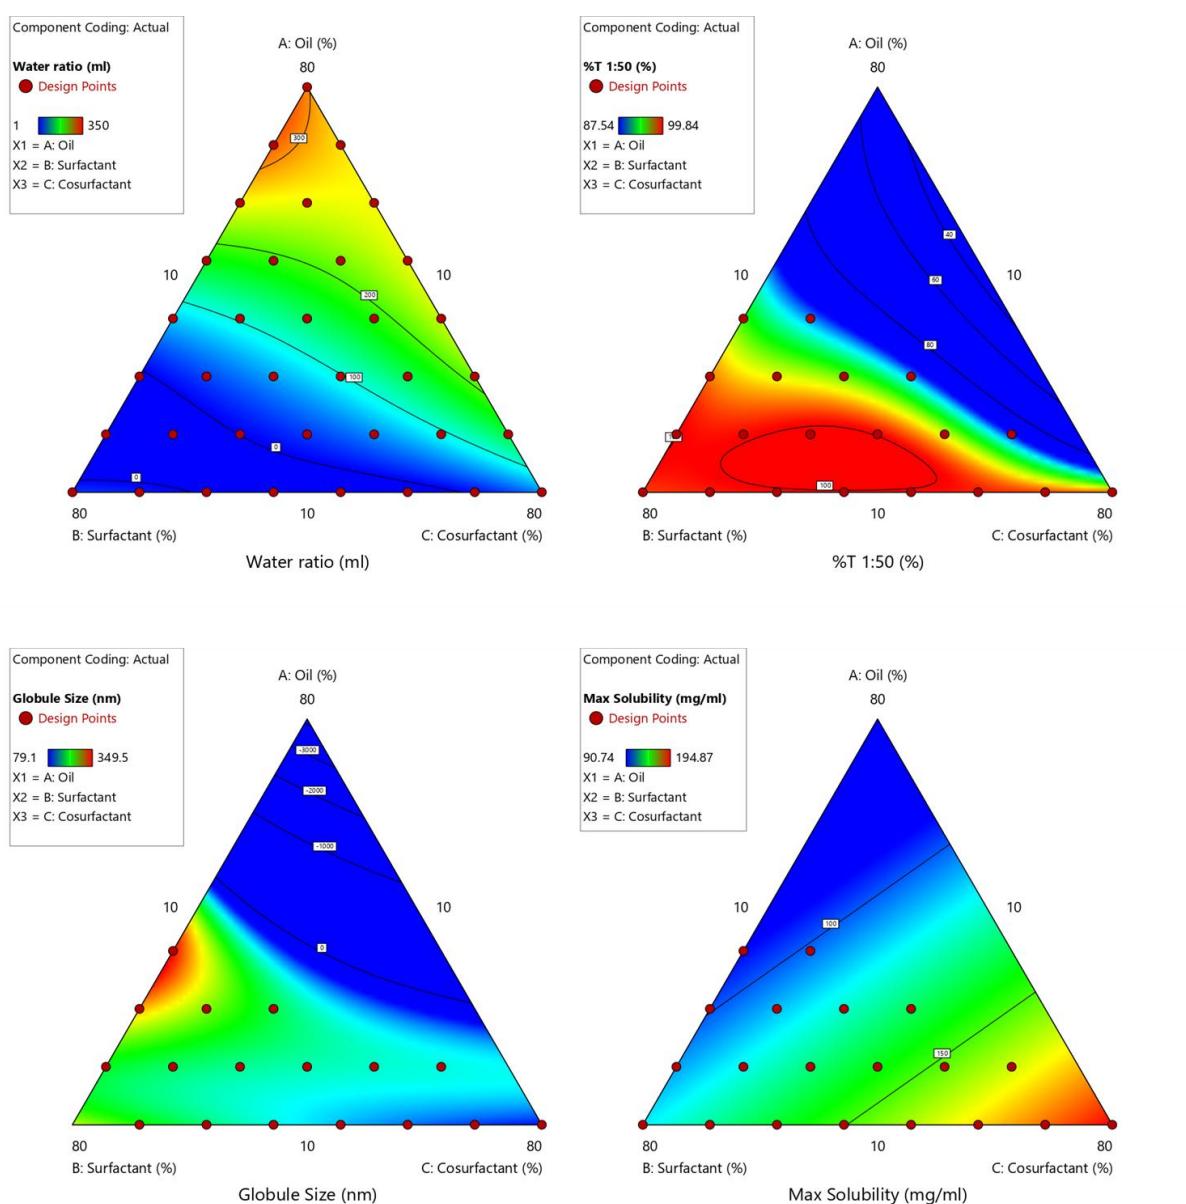 Component Coding: Actual
Water ratio (ml)
Design Points
1 350
X1 = A: Oil
X2 = B: Surfactant
X3 = C: Cosurfactant
A: Oil (%)
80
300
10 10
200
100
0
0
80 10 80
B: Surfactant (%) C: Cosurfactant (%)
Water ratio (ml)
Component Coding: Actual
%T 1:50 (%)
Design Points
87.54 99.84
X1 = A: Oil
X2 = B: Surfactant
X3 = C: Cosurfactant
A: Oil (%)
80
40
10 10
60
80
100
80 10 80
B: Surfactant (%) C: Cosurfactant (%)
%T 1:50 (%)
Component Coding: Actual
Globule Size (nm)
Design Points
79.1 349.5
X1 = A: Oil
X2 = B: Surfactant
X3 = C: Cosurfactant
A: Oil (%)
80
-3000
-2000
-1000
10 10
0
80 10 80
B: Surfactant (%) C: Cosurfactant (%)
Globule Size (nm)
Component Coding: Actual
Max Solubility (mg/ml)
Design Points
90.74 194.87
X1 = A: Oil
X2 = B: Surfactant
X3 = C: Cosurfactant
A: Oil (%)
80
10 10
100
150
80 10 80
B: Surfactant (%) C: Cosurfactant (%)
Max Solubility (mg/ml)